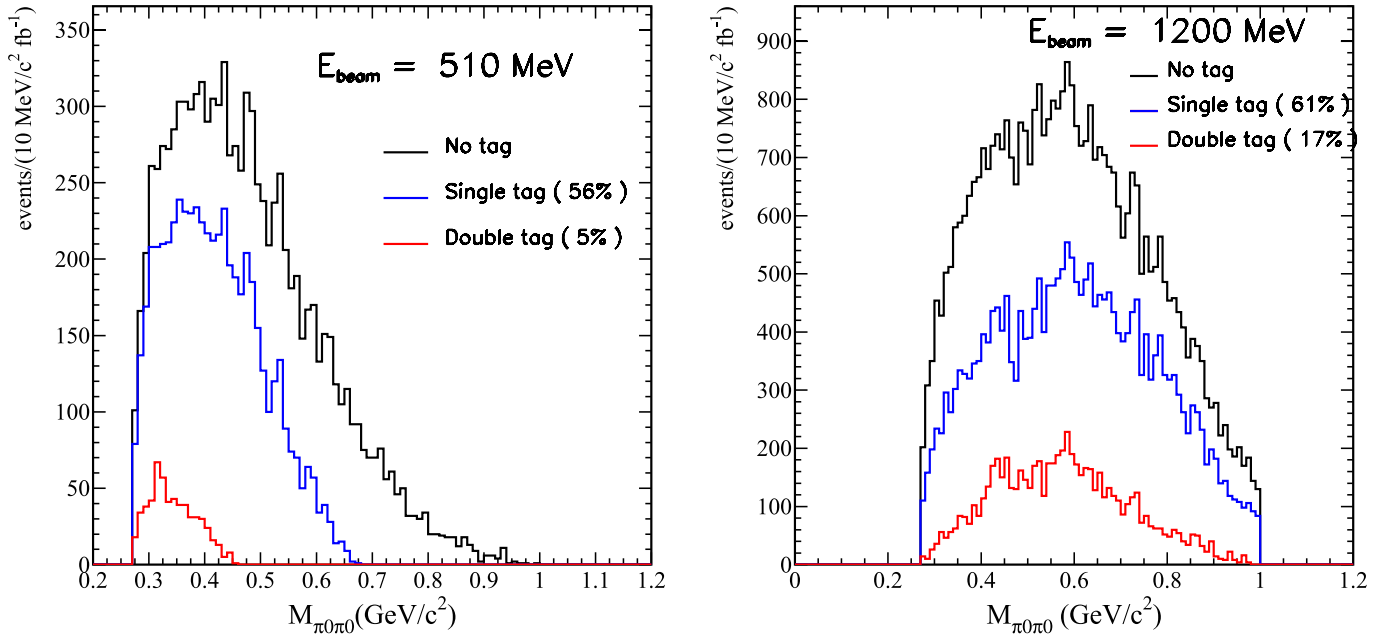 events/(10 MeV/c² fb⁻¹)
350
300
250
200
150
100
50
0
E_beam = 510 MeV
No tag
Single tag ( 56% )
Double tag ( 5% )
0.2 0.3 0.4 0.5 0.6 0.7 0.8 0.9 1 1.1 1.2
M_π0π0(GeV/c²)
events/(10 MeV/c² fb⁻¹)
900
800
700
600
500
400
300
200
100
0
E_beam = 1200 MeV
No tag
Single tag ( 61% )
Double tag ( 17% )
0 0.2 0.4 0.6 0.8 1 1.2
M_π0π0 (GeV/c²)